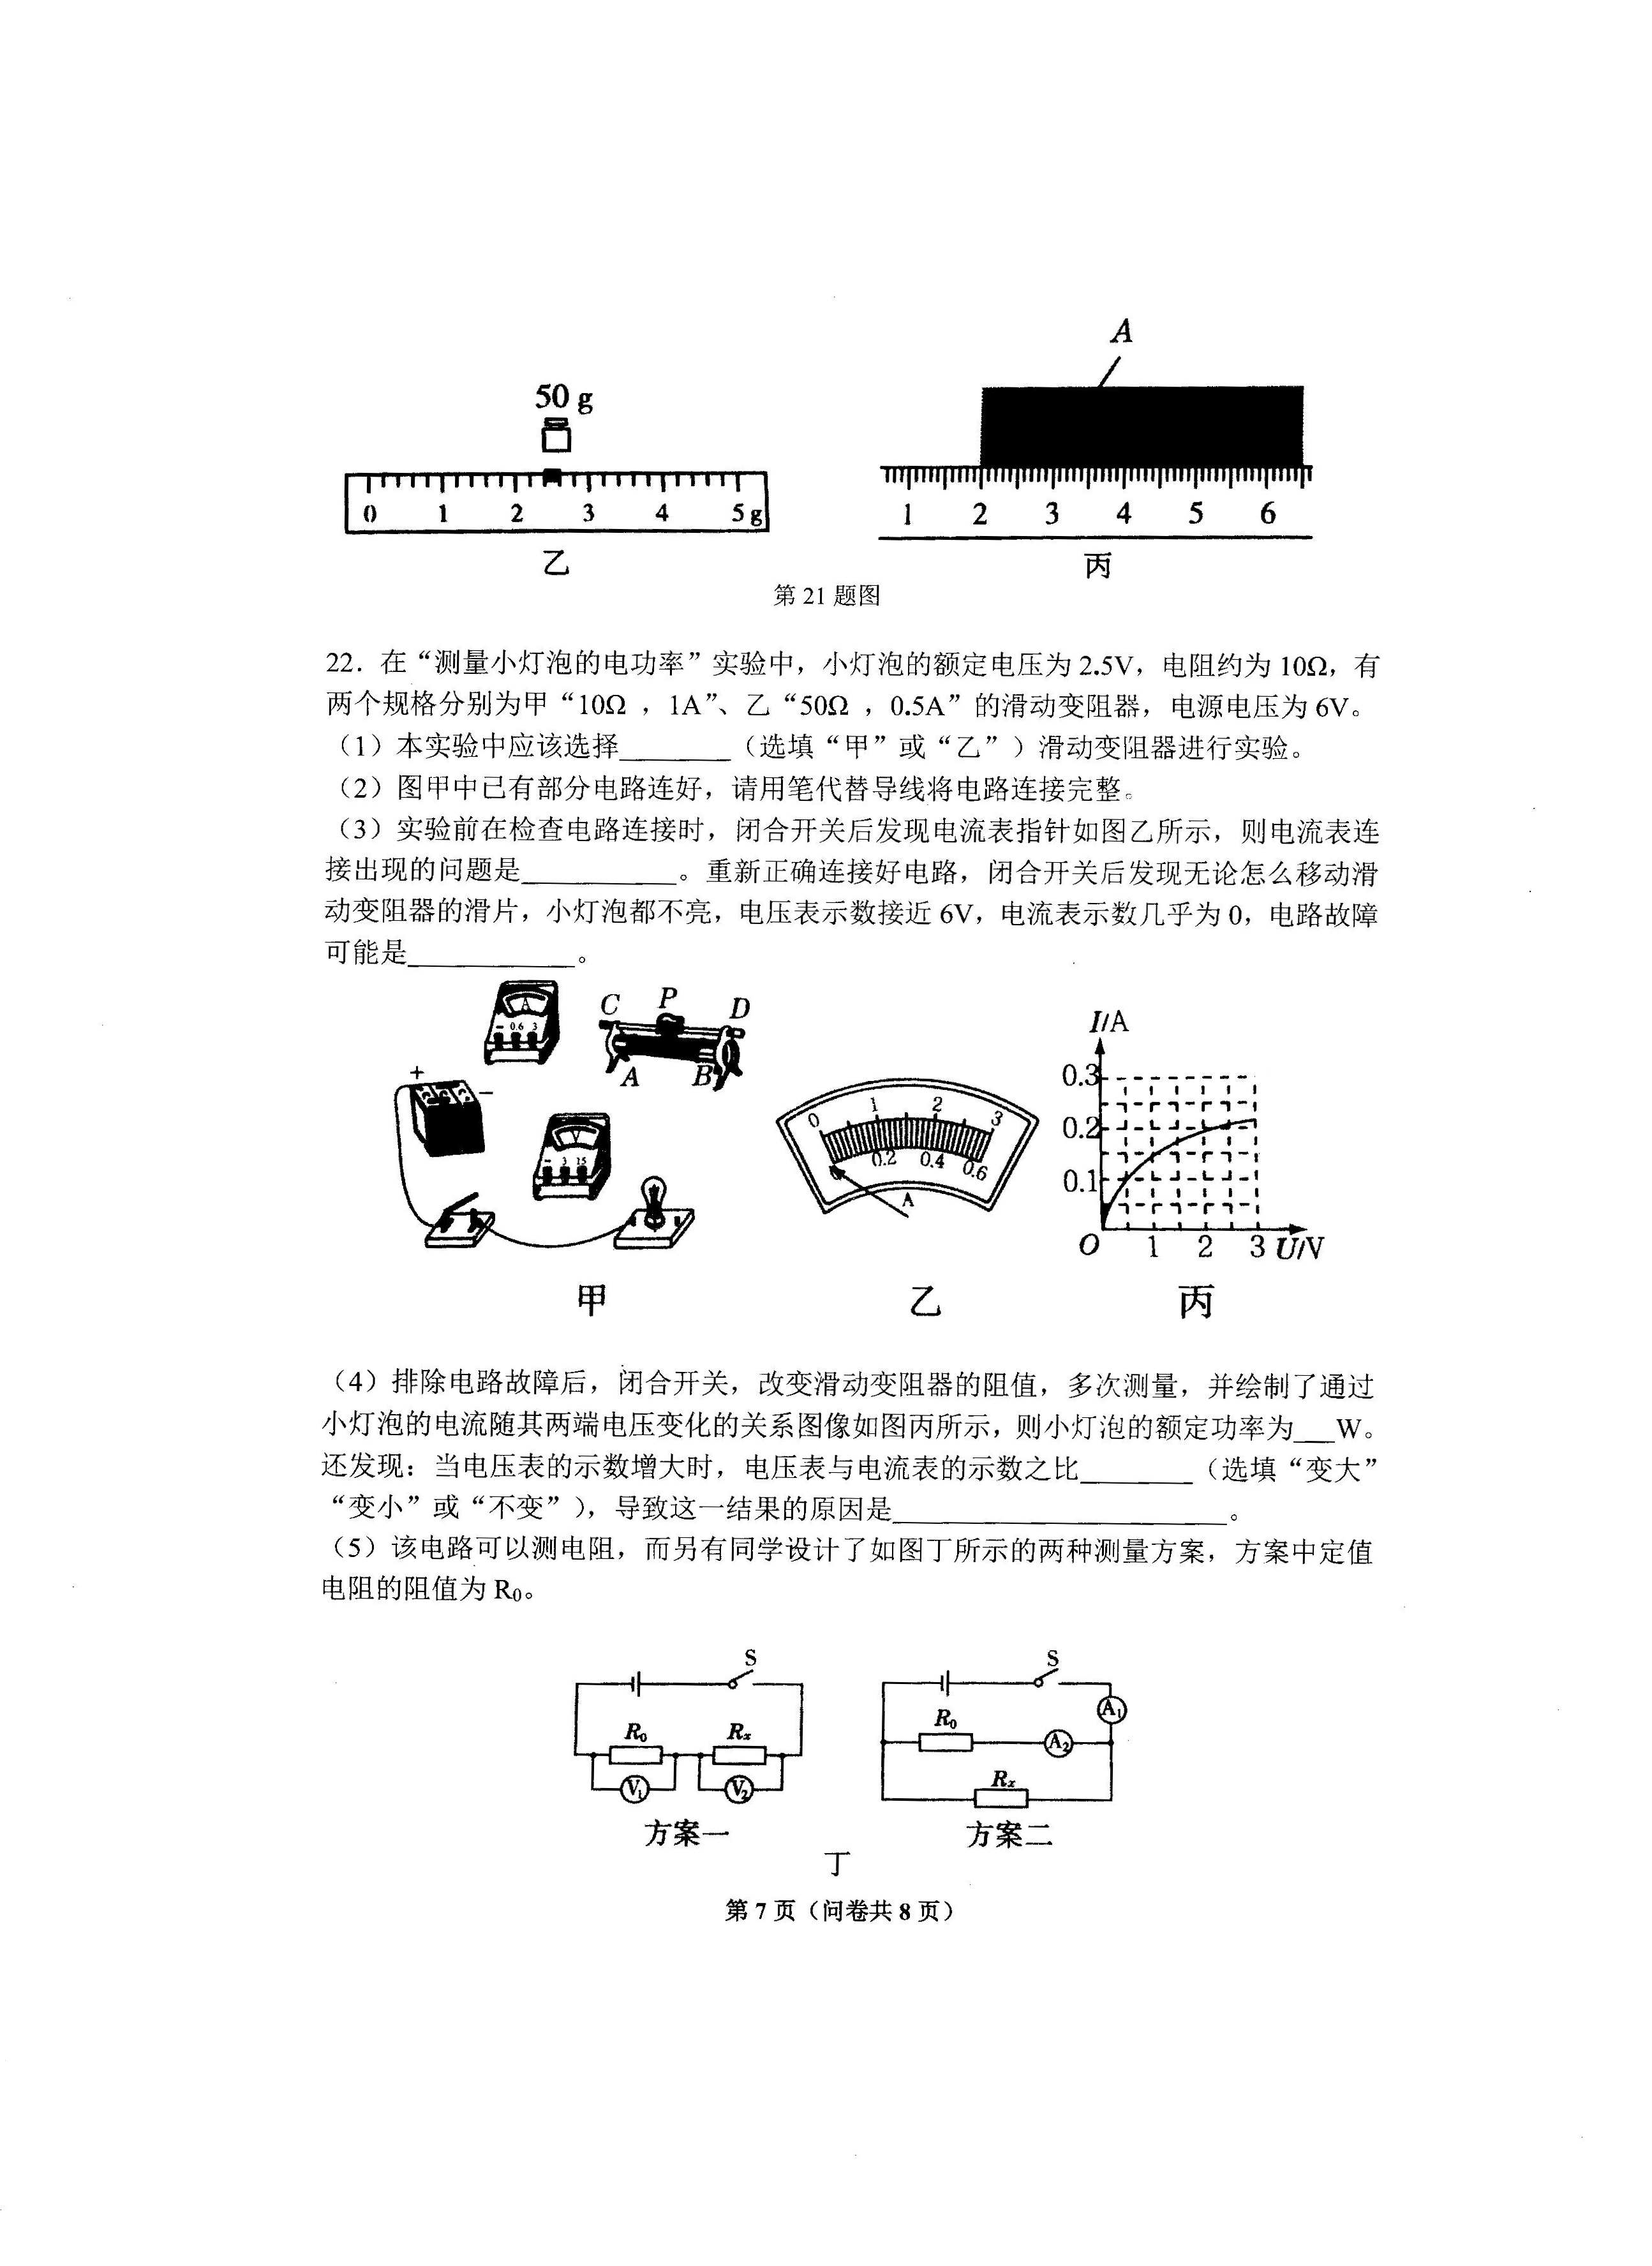 A
50 g
0 1 2 3 4 5g
1 2 3 4 5 6
乙
丙
第 21 题图
22．在“测量小灯泡的电功率”实验中，小灯泡的额定电压为 2.5V，电阻约为 10Ω，有
两个规格分别为甲“10Ω ，1A”、乙“50Ω ，0.5A”的滑动变阻器，电源电压为 6V。
（1）本实验中应该选择________（选填“甲”或“乙”）滑动变阻器进行实验。
（2）图甲中已有部分电路连好，请用笔代替导线将电路连接完整。
（3）实验前在检查电路连接时，闭合开关后发现电流表指针如图乙所示，则电流表连
接出现的问题是___________。重新正确连接好电路，闭合开关后发现无论怎么移动滑
动变阻器的滑片，小灯泡都不亮，电压表示数接近 6V，电流表示数几乎为 0，电路故障
可能是____________。
A
- 0.6 3
C P D
A B
+ -
V
- 3 15
0 1 2 3
0 0.2 0.4 0.6
A
I/A
0.3
0.2
0.1
O 1 2 3 U/V
甲
乙
丙
（4）排除电路故障后，闭合开关，改变滑动变阻器的阻值，多次测量，并绘制了通过
小灯泡的电流随其两端电压变化的关系图像如图丙所示，则小灯泡的额定功率为___W。
还发现：当电压表的示数增大时，电压表与电流表的示数之比________（选填“变大”
“变小”或“不变”），导致这一结果的原因是________________________。
（5）该电路可以测电阻，而另有同学设计了如图丁所示的两种测量方案，方案中定值
电阻的阻值为 R₀。
S
R₀ Rₓ
V₁ V₂
方案一
S
A₁
R₀
A₂
Rₓ
方案二
丁
第 7 页（问卷共 8 页）